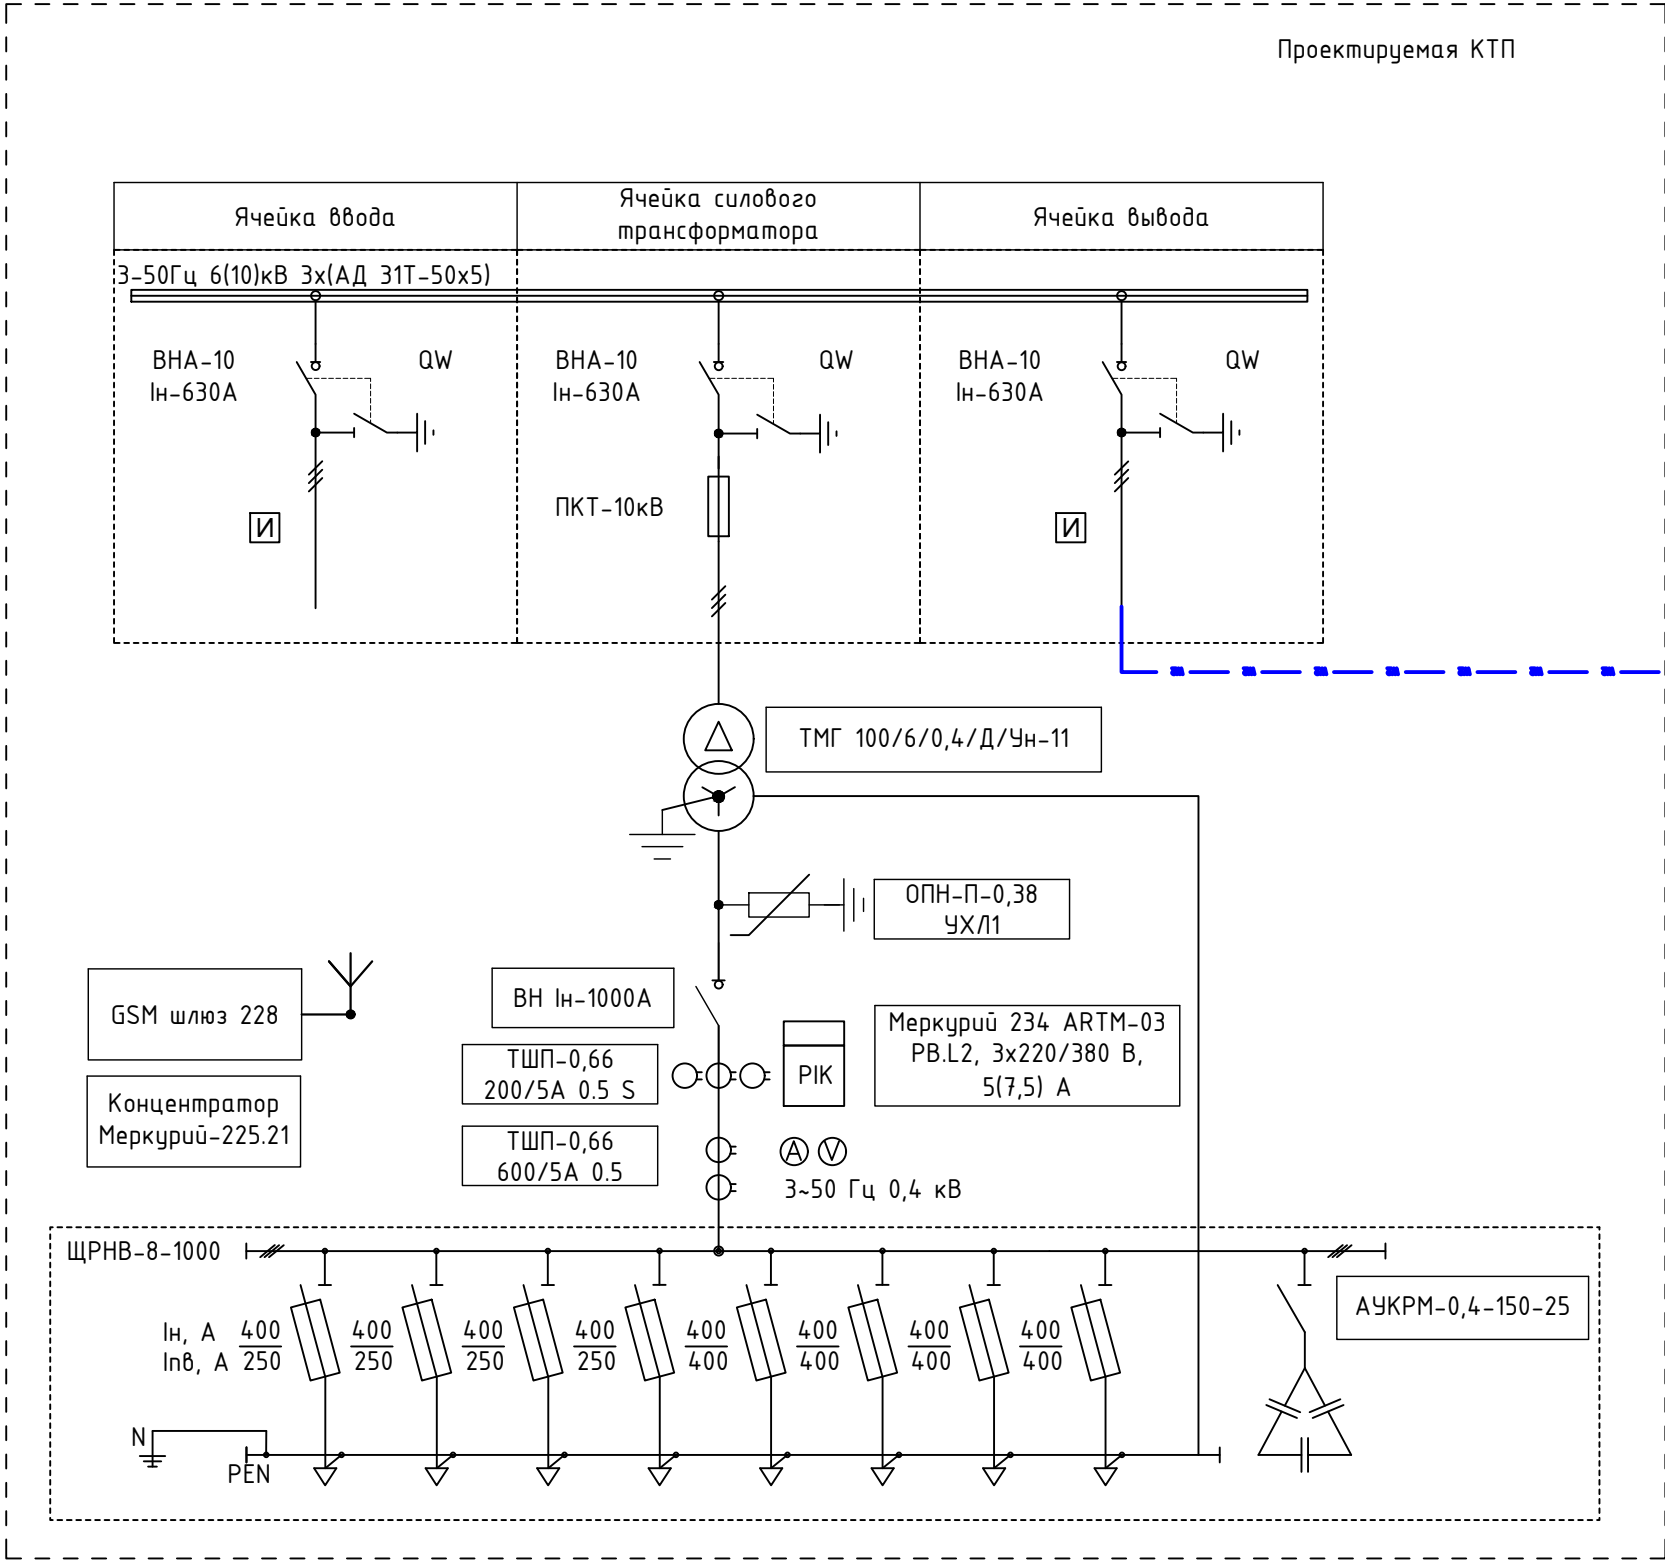 Проектируемая КТП
Ячейка ввода
Ячейка силового
трансформатора
Ячейка вывода
3-50Гц 6(10)кВ 3х(АД 31Т-50х5)
ВНА-10
Iн-630А
QW
ВНА-10
Iн-630А
QW
ВНА-10
Iн-630А
QW
ПКТ-10кВ
И
И
ТМГ 100/6/0,4/Д/Ун-11
ОПН-П-0,38
УХЛ1
GSM шлюз 228
ВН Iн-1000А
Меркурий 234 ARTM-03
PB.L2, 3х220/380 В,
5(7,5) А
ТШП-0,66
200/5А 0.5 S
PIK
Концентратор
Меркурий-225.21
ТШП-0,66
600/5А 0.5
A V
3~50 Гц 0,4 кВ
ЩРНВ-8-1000
АУКРМ-0,4-150-25
Iн, А 400 400 400 400 400 400 400 400
Iпв, А 250 250 250 250 400 400 400 400
N
PEN